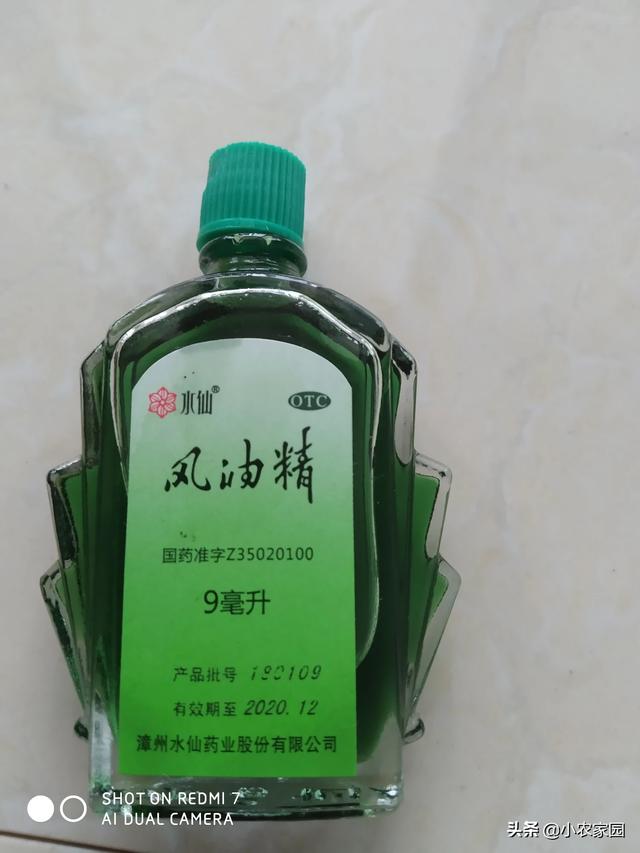 水仙®
OTC
风油精
国药准字Z35020100
9毫升
产品批号 180109
有效期至 2020.12
漳州水仙药业股份有限公司
SHOT ON REDMI 7
AI DUAL CAMERA
头条 @小农家园